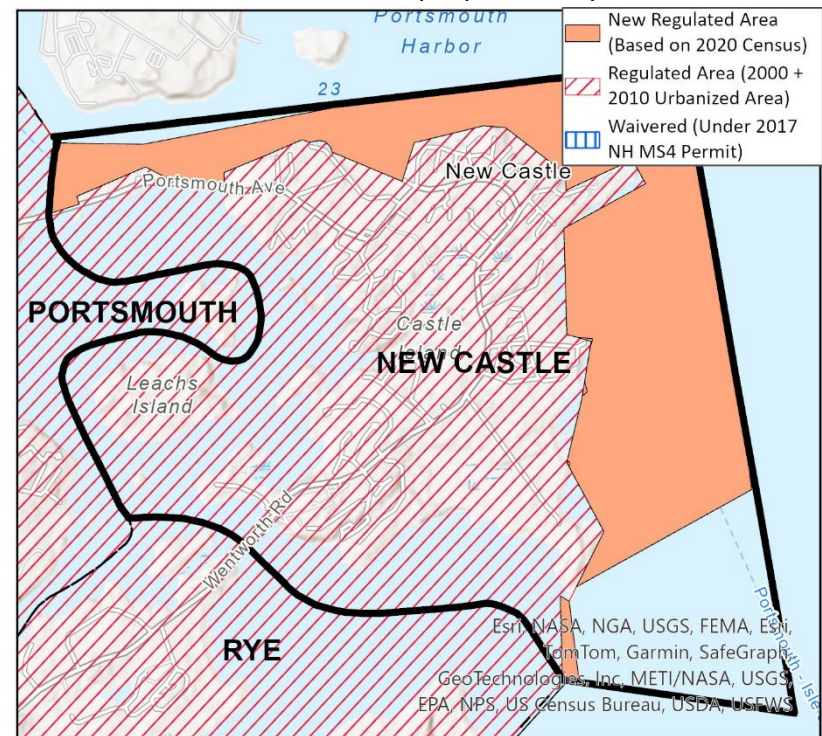 Portsmouth
Harbor
23
New Regulated Area
(Based on 2020 Census)
Regulated Area (2000 +
2010 Urbanized Area)
Waivered (Under 2017
NH MS4 Permit)
New Castle
Portsmouth Ave
PORTSMOUTH
Castle
Island
NEW CASTLE
Leachs
Island
Wentworth Rd
RYE
Portsmouth - Isles
Esri, NASA, NGA, USGS, FEMA, Esri,
TomTom, Garmin, SafeGraph,
GeoTechnologies, Inc, METI/NASA, USGS,
EPA, NPS, US Census Bureau, USDA, USFWS